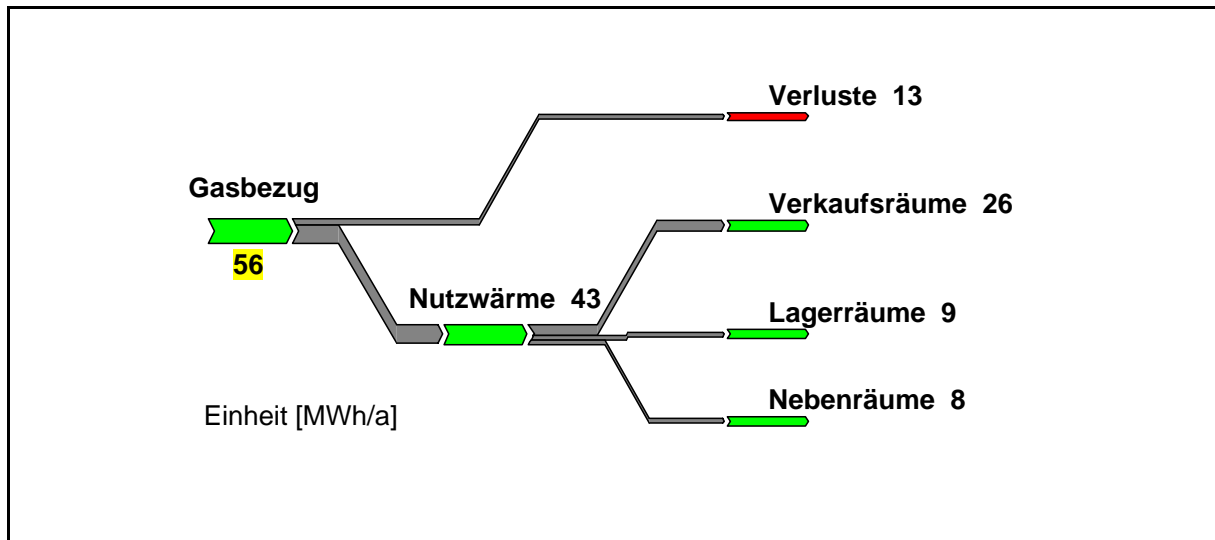 Verluste 13
Gasbezug
Verkaufsräume 26
56
Nutzwärme 43
Lagerräume 9
Nebenräume 8
Einheit [MWh/a]